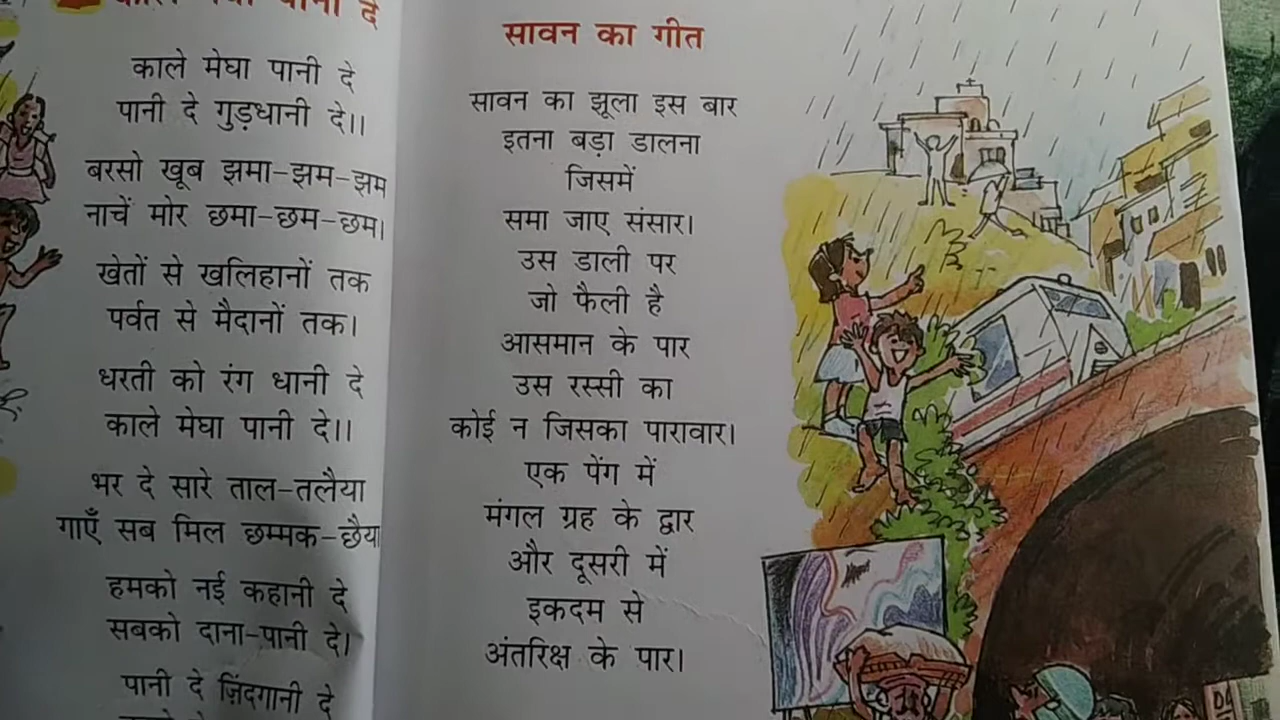 पानी दे
काले मेघा पानी दे
पानी दे गुड़धानी दे।।
बरसो खूब झमा-झम-झम
नाचें मोर छमा-छम-छम।
खेतों से खलिहानों तक
पर्वत से मैदानों तक।
धरती को रंग धानी दे
काले मेघा पानी दे।।
भर दे सारे ताल-तलैया
गाएँ सब मिल छम्मक-छैया
हमको नई कहानी दे
सबको दाना-पानी दे।
पानी दे ज़िंदगानी दे
सावन का गीत
सावन का झूला इस बार
इतना बड़ा डालना
जिसमें
समा जाए संसार।
उस डाली पर
जो फैली है
आसमान के पार
उस रस्सी का
कोई न जिसका पारावार।
एक पेंग में
मंगल ग्रह के द्वार
और दूसरी में
इकदम से
अंतरिक्ष के पार।